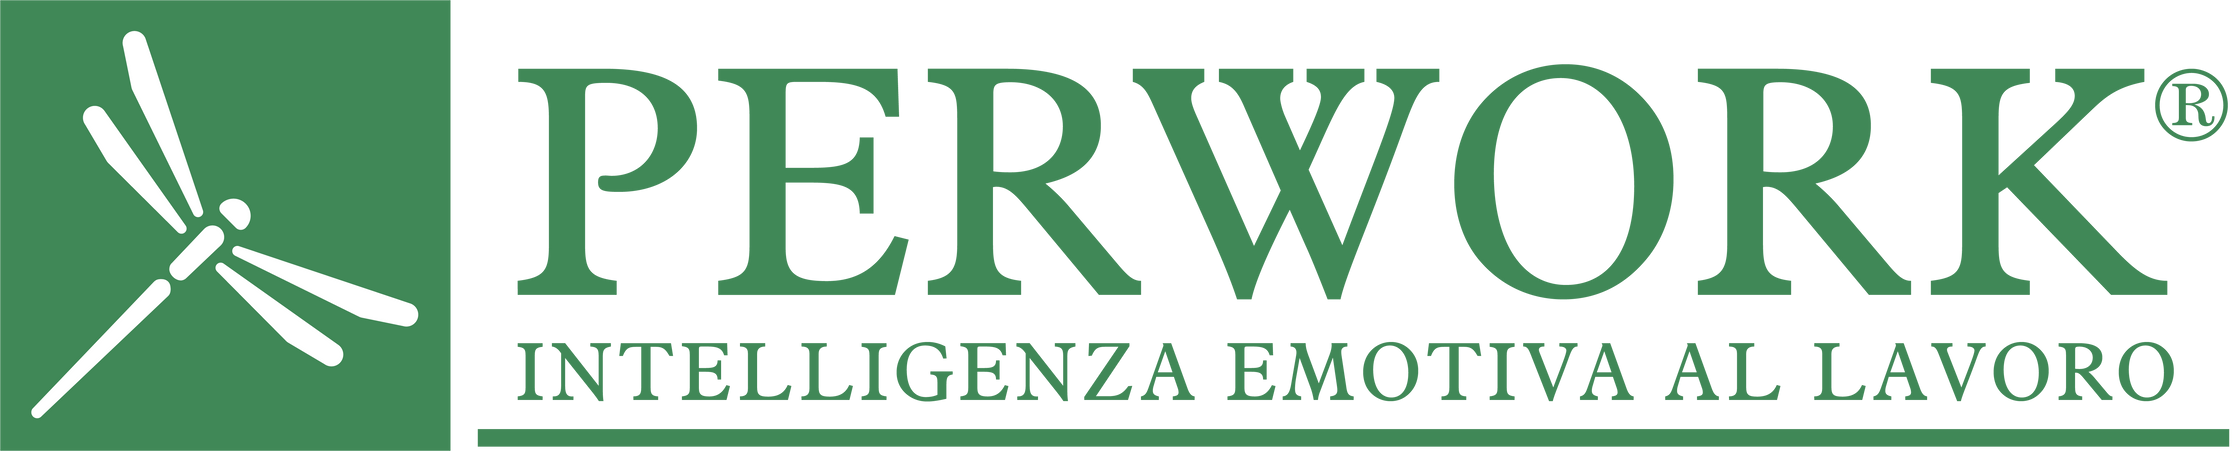 PERWORK®
INTELLIGENZA EMOTIVA AL LAVORO